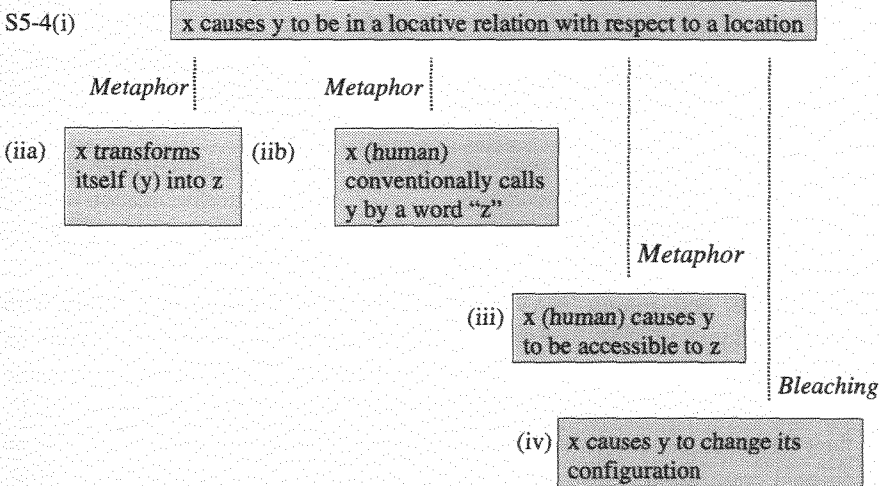 S5-4(i) x causes y to be in a locative relation with respect to a location
Metaphor Metaphor
(iia) x transforms (iib) x (human)
itself (y) into z conventionally calls
y by a word “z”
Metaphor
(iii) x (human) causes y
to be accessible to z
Bleaching
(iv) x causes y to change its
configuration